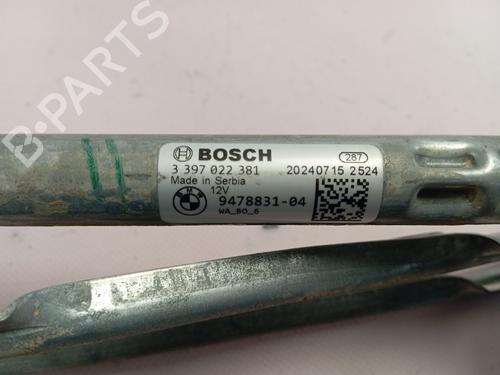 BOSCH
287
3 397 022 381
20240715 2524
Made in Serbia
12V
9478831-04
WA_BO_6
B-PARTS